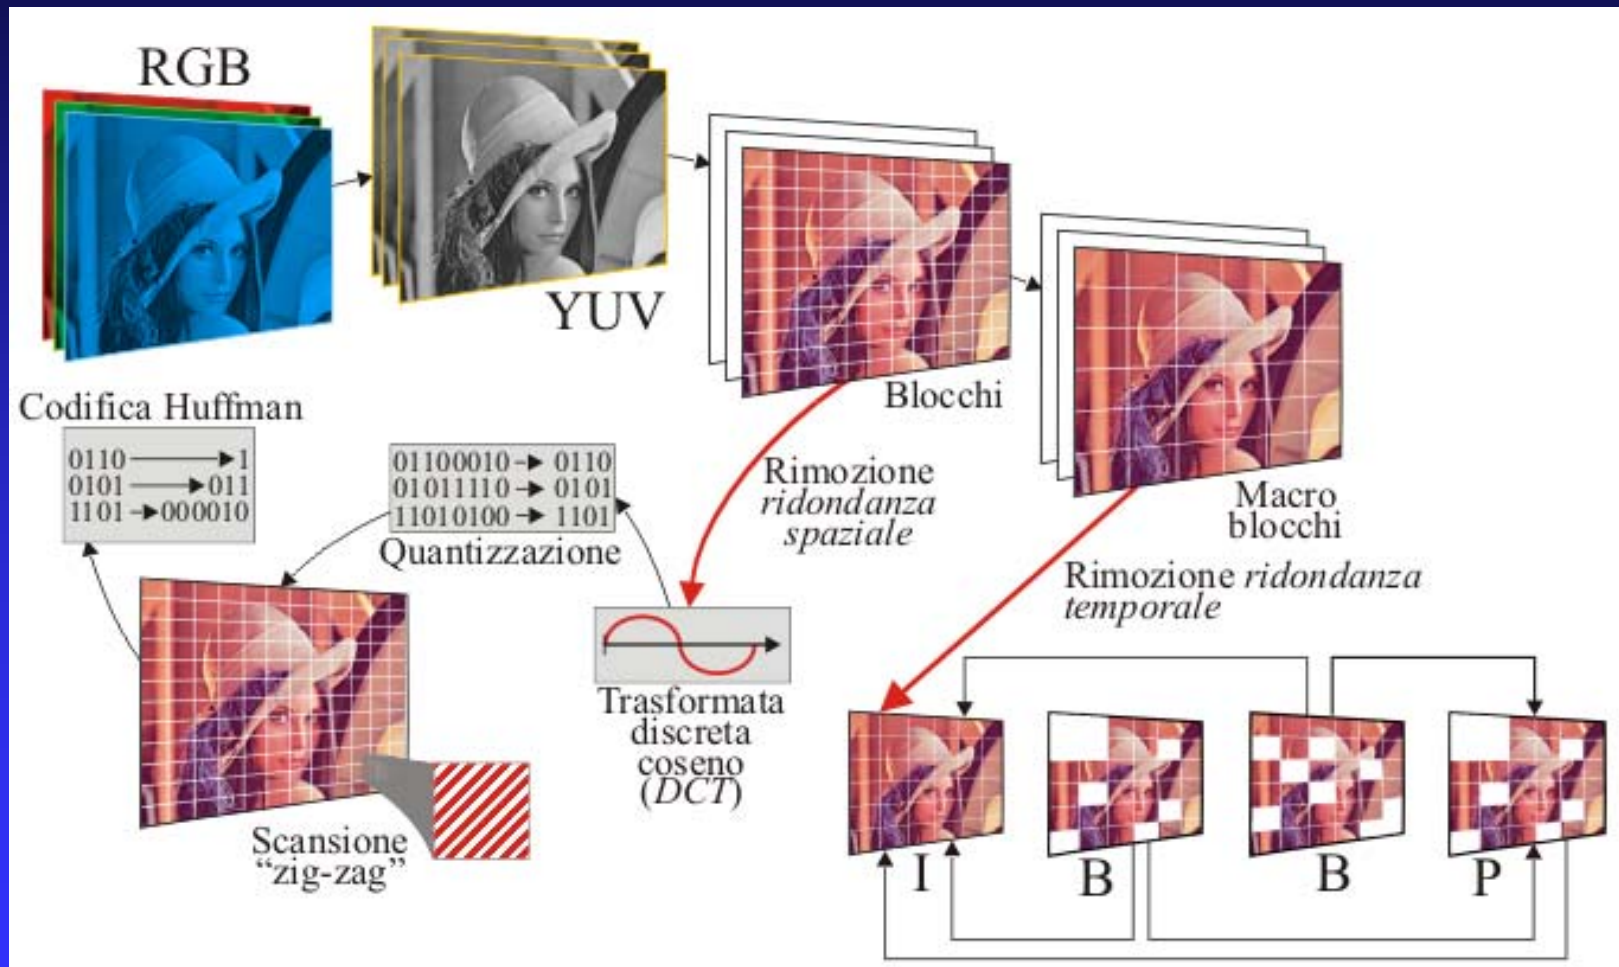 RGB
YUV
Blocchi
Macro
blocchi
Codifica Huffman
0110 → 1
0101 → 011
1101 → 000010
01100010 → 0110
01011110 → 0101
11010100 → 1101
Quantizzazione
Rimozione
ridondanza
spaziale
Rimozione ridondanza
temporale
Trasformata
discreta
coseno
(DCT)
Scansione
“zig-zag”
I
B
B
P